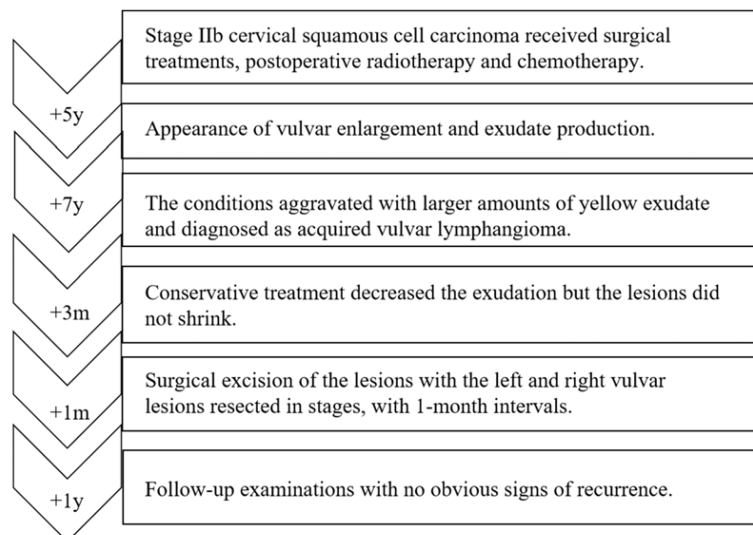 Stage IIb cervical squamous cell carcinoma received surgical
treatments, postoperative radiotherapy and chemotherapy.
+5y
Appearance of vulvar enlargement and exudate production.
+7y
The conditions aggravated with larger amounts of yellow exudate
and diagnosed as acquired vulvar lymphangioma.
+3m
Conservative treatment decreased the exudation but the lesions did
not shrink.
+1m
Surgical excision of the lesions with the left and right vulvar
lesions resected in stages, with 1-month intervals.
+1y
Follow-up examinations with no obvious signs of recurrence.